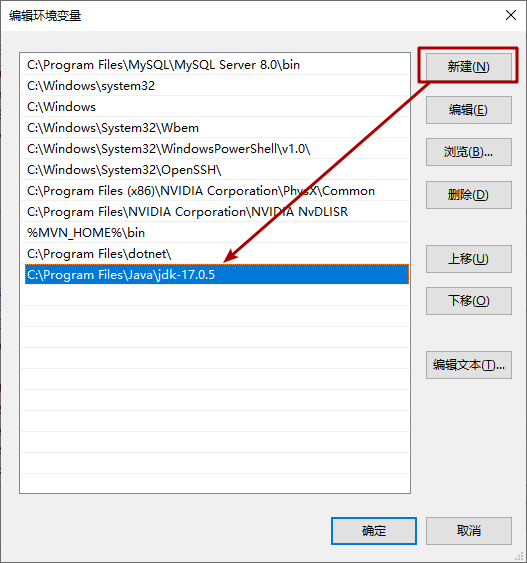 编辑环境变量
C:\Program Files\MySQL\MySQL Server 8.0\bin
C:\Windows\system32
C:\Windows
C:\Windows\System32\Wbem
C:\Windows\System32\WindowsPowerShell\v1.0\
C:\Windows\System32\OpenSSH\
C:\Program Files (x86)\NVIDIA Corporation\PhysX\Common
C:\Program Files\NVIDIA Corporation\NVIDIA NvDLISR
%MVN_HOME%\bin
C:\Program Files\dotnet\
C:\Program Files\Java\jdk-17.0.5
新建(N)
编辑(E)
浏览(B)...
删除(D)
上移(U)
下移(O)
编辑文本(T)...
确定
取消